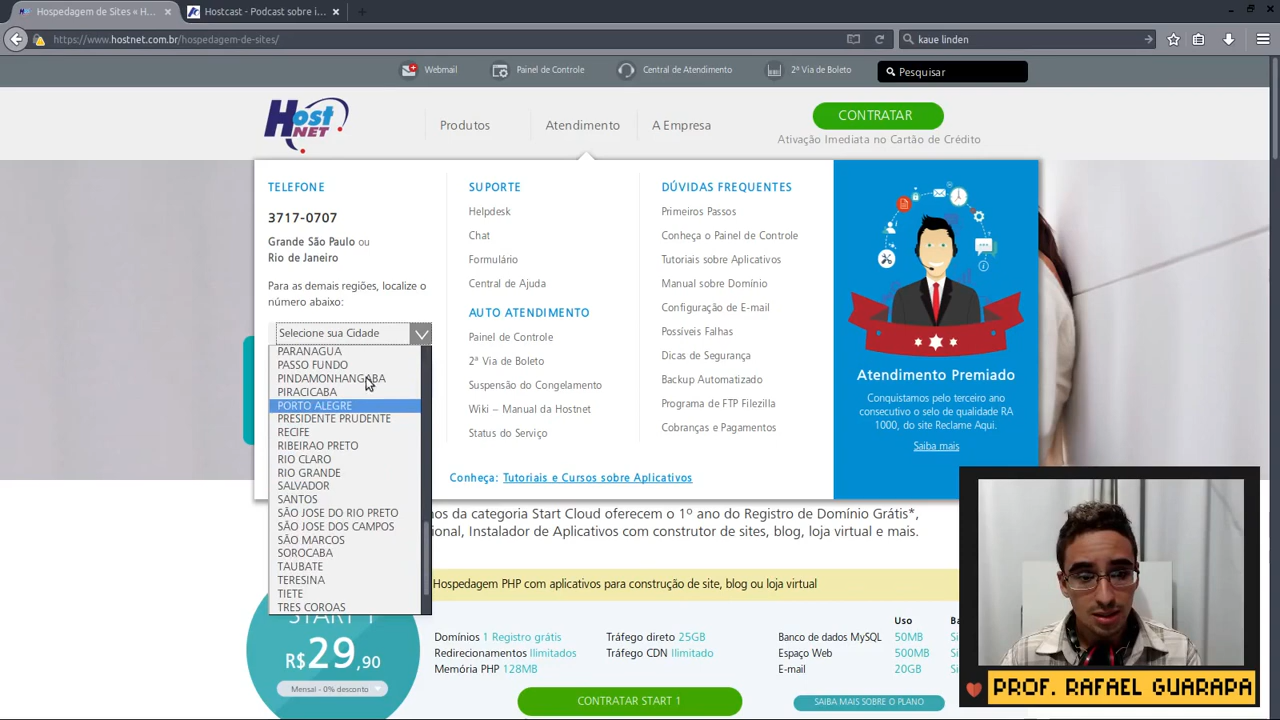 Hospedagem de Sites « H...
Hostcast - Podcast sobre i...
https://www.hostnet.com.br/hospedagem-de-sites/
kaue linden
Webmail
Painel de Controle
Central de Atendimento
2ª Via de Boleto
Pesquisar
Host
NET
Produtos
Atendimento
A Empresa
CONTRATAR
Ativação Imediata no Cartão de Crédito
TELEFONE
3717-0707
Grande São Paulo ou
Rio de Janeiro
Para as demais regiões, localize o
número abaixo:
Selecione sua Cidade
PARANAGUA
PASSO FUNDO
PINDAMONHANGABA
PIRACICABA
PORTO ALEGRE
PRESIDENTE PRUDENTE
RECIFE
RIBEIRAO PRETO
RIO CLARO
RIO GRANDE
SALVADOR
SANTOS
SÃO JOSE DO RIO PRETO
SÃO JOSE DOS CAMPOS
SÃO MARCOS
SOROCABA
TAUBATE
TERESINA
TIETE
TRES COROAS
SUPORTE
Helpdesk
Chat
Formulário
Central de Ajuda
AUTO ATENDIMENTO
Painel de Controle
2ª Via de Boleto
Suspensão do Congelamento
Wiki – Manual da Hostnet
Status do Servico
DÚVIDAS FREQUENTES
Primeiros Passos
Conheça o Painel de Controle
Tutoriais sobre Aplicativos
Manual sobre Domínio
Configuração de E-mail
Possíveis Falhas
Dicas de Segurança
Backup Automatizado
Programa de FTP Filezilla
Cobranças e Pagamentos
Atendimento Premiado
Conquistamos pelo terceiro ano
consecutivo o selo de qualidade RA
1000, do site Reclame Aqui.
Saiba mais
Conheça: Tutoriais e Cursos sobre Aplicativos
nos da categoria Start Cloud oferecem o 1º ano do Registro de Domínio Grátis*,
ional, Instalador de Aplicativos com construtor de sites, blog, loja virtual e mais.
Hospedagem PHP com aplicativos para construção de site, blog ou loja virtual
START 1
R$29,90
Mensal - 0% desconto
Domínios 1 Registro grátis
Redirecionamentos Ilimitados
Memória PHP 128MB
Tráfego direto 25GB
Tráfego CDN Ilimitado
Uso
Banco de dados MySQL 50MB
Espaço Web 500MB
E-mail 20GB
CONTRATAR START 1
SAIBA MAIS SOBRE O PLANO
PROF. RAFAEL GUARAPA